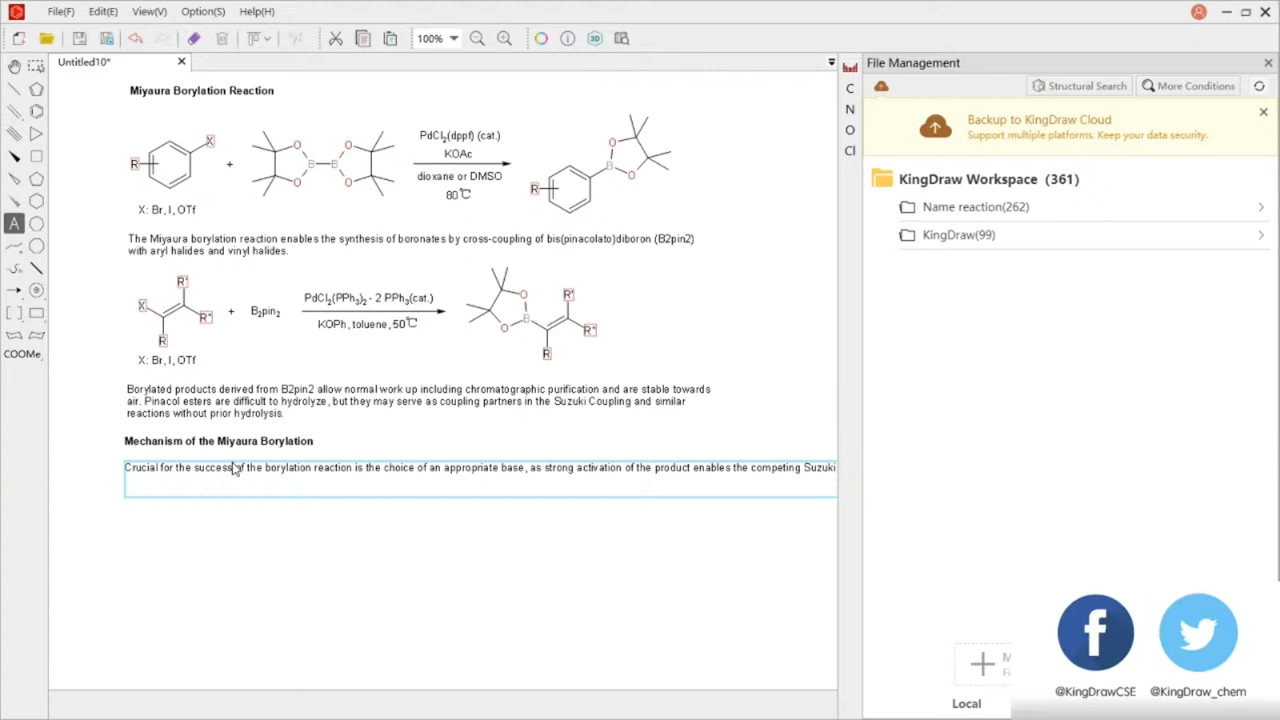 File(F) Edit(E) View(V) Option(S) Help(H)
100%
Untitled10*
File Management
Structural Search More Conditions
Backup to KingDraw Cloud
Support multiple platforms. Keep your data security.
KingDraw Workspace (361)
Name reaction(262)
KingDraw(99)
C
N
O
Cl
COOMe
Miyaura Borylation Reaction
R X + O O B B O O
PdCl₂(dppf) (cat.)
KOAc
dioxane or DMSO
80℃
R B O O
X: Br, I, OTf
The Miyaura borylation reaction enables the synthesis of boronates by cross-coupling of bis(pinacolato)diboron (B2pin2)
with aryl halides and vinyl halides.
X R' R" R + B₂pin₂
PdCl₂(PPh₃)₂ - 2 PPh₃(cat.)
KOPh, toluene, 50℃
O O B R' R" R
X: Br, I, OTf
Borylated products derived from B2pin2 allow normal work up including chromatographic purification and are stable towards
air. Pinacol esters are difficult to hydrolyze, but they may serve as coupling partners in the Suzuki Coupling and similar
reactions without prior hydrolysis.
Mechanism of the Miyaura Borylation
Crucial for the success of the borylation reaction is the choice of an appropriate base, as strong activation of the product enables the competing Suzuki
Local
@KingDrawCSE @KingDraw_chem